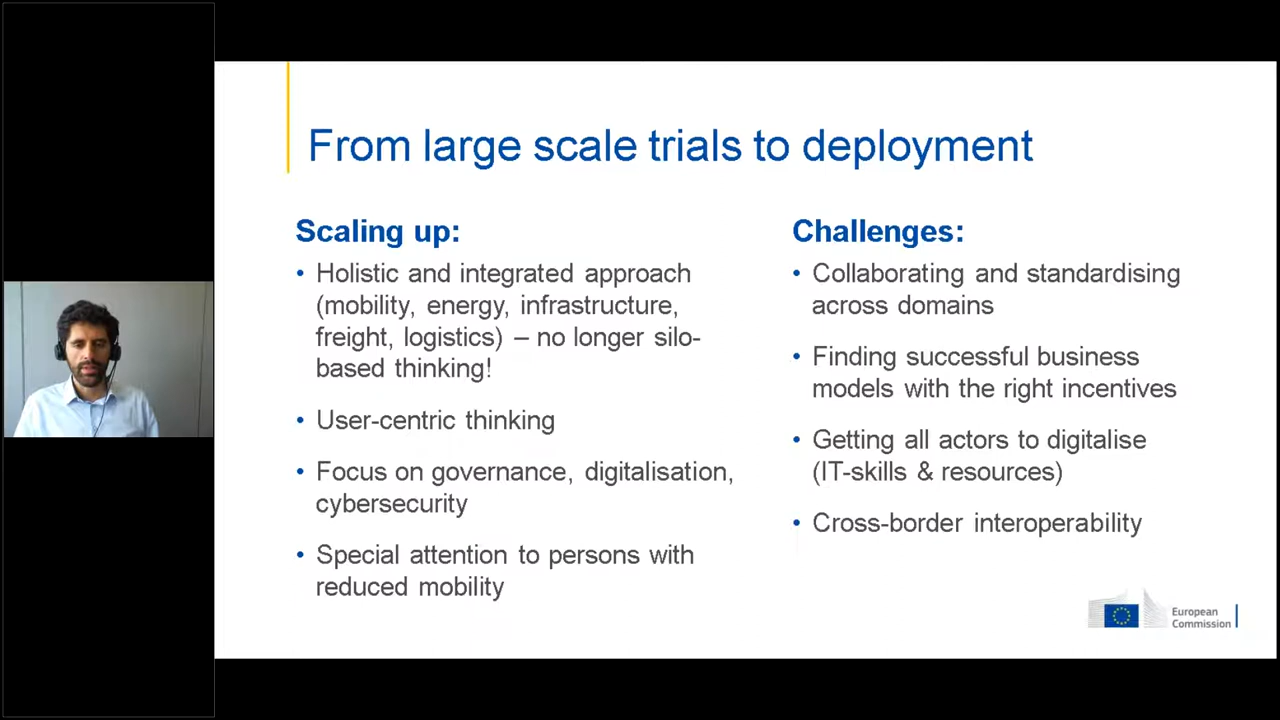 From large scale trials to deployment
Scaling up:
• Holistic and integrated approach
(mobility, energy, infrastructure,
freight, logistics) – no longer silo-
based thinking!
• User-centric thinking
• Focus on governance, digitalisation,
cybersecurity
• Special attention to persons with
reduced mobility
Challenges:
• Collaborating and standardising
across domains
• Finding successful business
models with the right incentives
• Getting all actors to digitalise
(IT-skills & resources)
• Cross-border interoperability
European
Commission